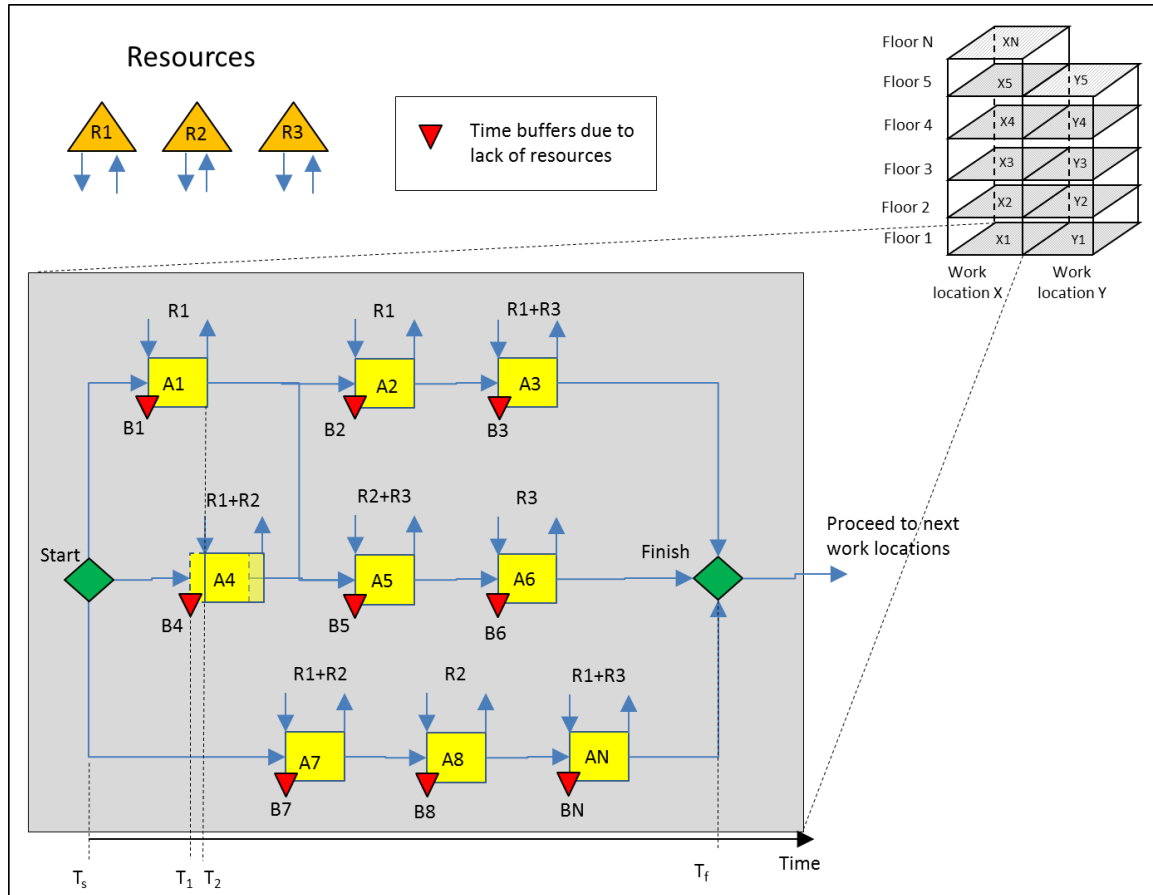 Resources
R1
R2
R3
Time buffers due to
lack of resources
Floor N
Floor 5
Floor 4
Floor 3
Floor 2
Floor 1
XN
X5
Y5
X4
Y4
X3
Y3
X2
Y2
X1
Y1
Work
location X
Work
location Y
R1
R1
R1+R3
A1
A2
A3
B1
B2
B3
R1+R2
R2+R3
R3
Start
A4
A5
A6
Finish
B4
B5
B6
Proceed to next
work locations
R1+R2
R2
R1+R3
A7
A8
AN
B7
B8
BN
Time
Ts
T1
T2
Tf